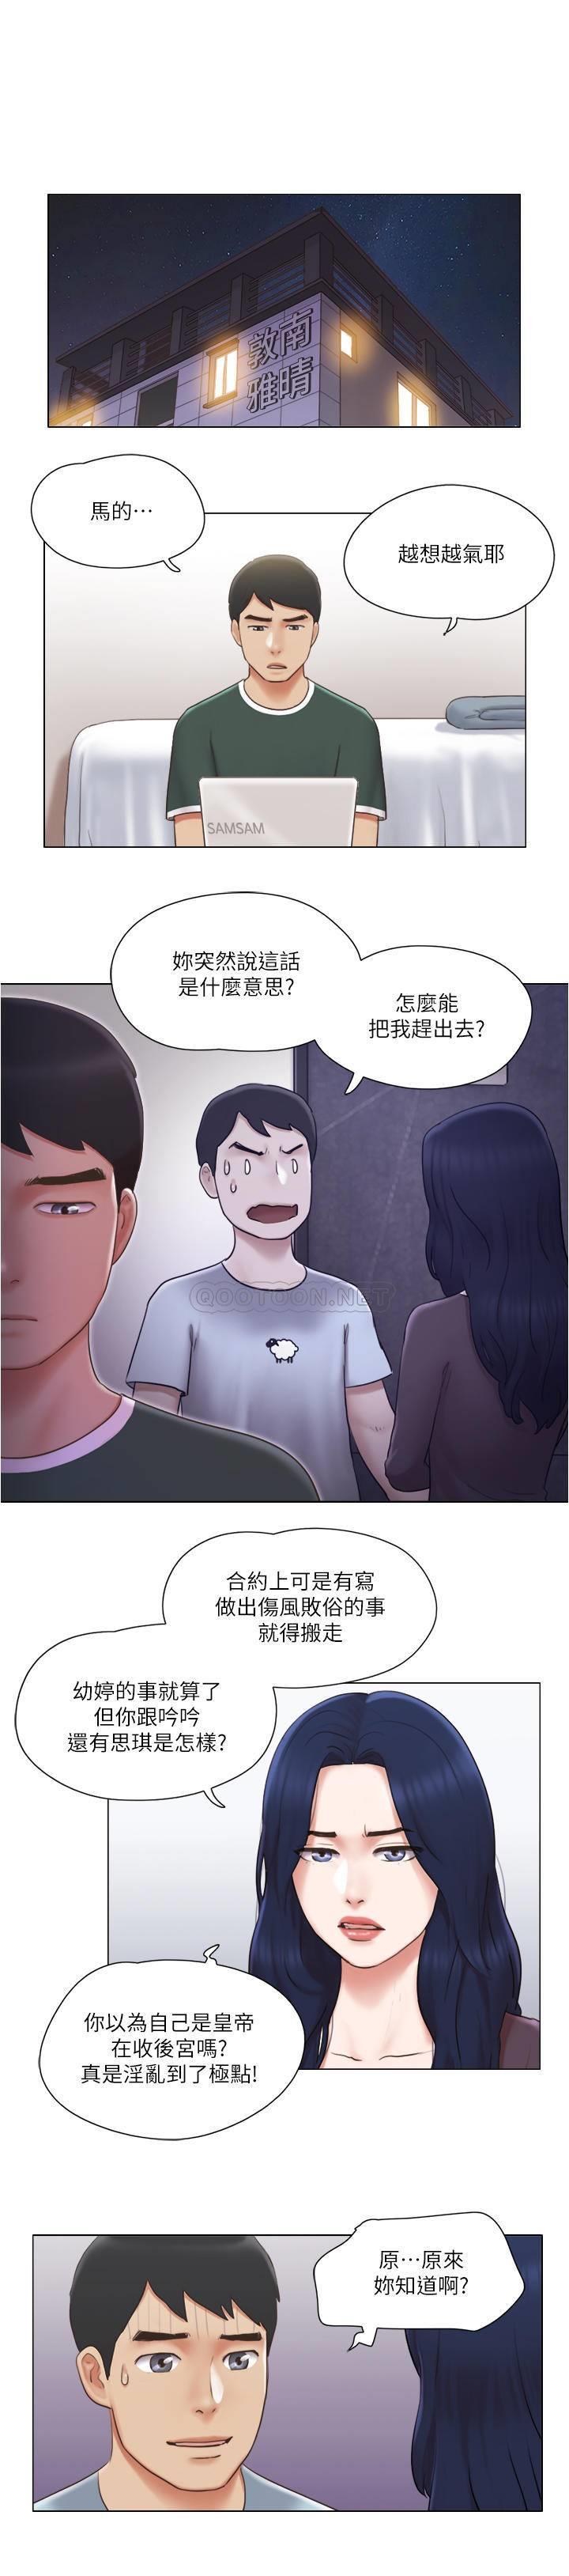 敦南
雅晴
馬的⋯
越想越氣耶
SAMSAM
妳突然說這話
是什麼意思?
怎麼能
把我趕出去?
QOOTOON.NET
合約上可是有寫
做出傷風敗俗的事
就得搬走
幼婷的事就算了
但你跟吟吟
還有思琪是怎樣?
你以為自己是皇帝
在收後宮嗎?
真是淫亂到了極點!
原⋯原來
妳知道啊?